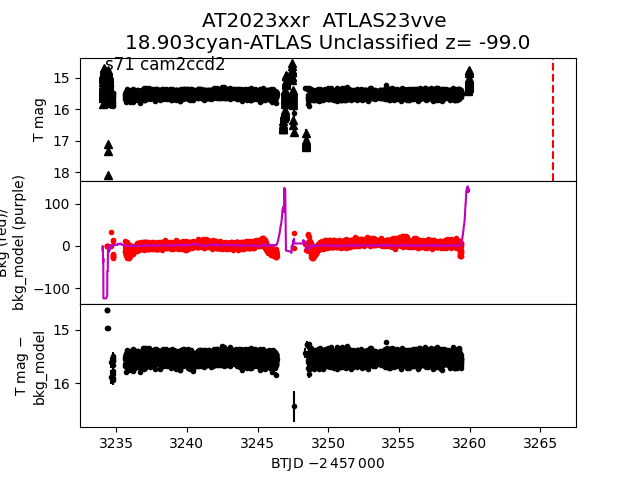 AT2023xxr  ATLAS23vve
18.903cyan-ATLAS Unclassified z= -99.0
s71 cam2ccd2
T mag
15
16
17
18
Bkg (red)/
bkg_model (purple)
100
0
−100
T mag −
bkg_model
15
16
3235
3240
3245
3250
3255
3260
3265
BTJD −2 457 000